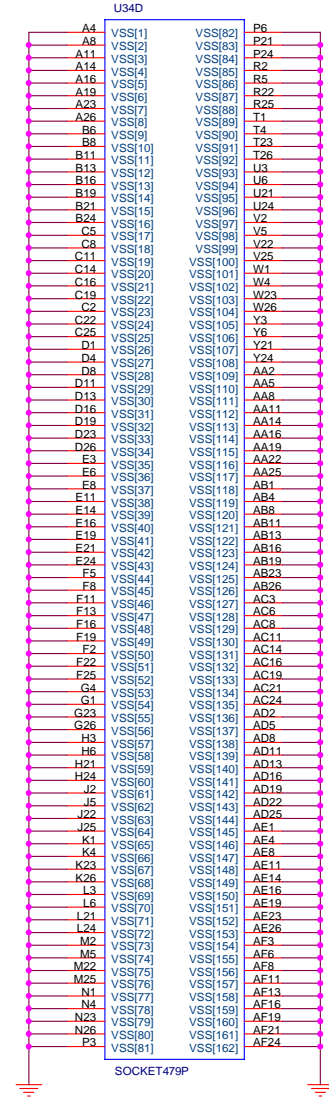 U34D
A4 VSS[1] VSS[82] P6
A8 VSS[2] VSS[83] P21
A11 VSS[3] VSS[84] P24
A14 VSS[4] VSS[85] R2
A16 VSS[5] VSS[86] R5
A19 VSS[6] VSS[87] R22
A23 VSS[7] VSS[88] R25
A26 VSS[8] VSS[89] T1
B6 VSS[9] VSS[90] T4
B8 VSS[10] VSS[91] T23
B11 VSS[11] VSS[92] T26
B13 VSS[12] VSS[93] U3
B16 VSS[13] VSS[94] U6
B19 VSS[14] VSS[95] U21
B21 VSS[15] VSS[96] U24
B24 VSS[16] VSS[97] V2
C5 VSS[17] VSS[98] V5
C8 VSS[18] VSS[99] V22
C11 VSS[19] VSS[100] V25
C14 VSS[20] VSS[101] W1
C16 VSS[21] VSS[102] W4
C19 VSS[22] VSS[103] W23
C2 VSS[23] VSS[104] W26
C22 VSS[24] VSS[105] Y3
C25 VSS[25] VSS[106] Y6
D1 VSS[26] VSS[107] Y21
D4 VSS[27] VSS[108] Y24
D8 VSS[28] VSS[109] AA2
D11 VSS[29] VSS[110] AA5
D13 VSS[30] VSS[111] AA8
D16 VSS[31] VSS[112] AA11
D19 VSS[32] VSS[113] AA14
D23 VSS[33] VSS[114] AA16
D26 VSS[34] VSS[115] AA19
E3 VSS[35] VSS[116] AA22
E6 VSS[36] VSS[117] AA25
E8 VSS[37] VSS[118] AB1
E11 VSS[38] VSS[119] AB4
E14 VSS[39] VSS[120] AB8
E16 VSS[40] VSS[121] AB11
E19 VSS[41] VSS[122] AB13
E21 VSS[42] VSS[123] AB16
E24 VSS[43] VSS[124] AB19
F5 VSS[44] VSS[125] AB23
F8 VSS[45] VSS[126] AB26
F11 VSS[46] VSS[127] AC3
F13 VSS[47] VSS[128] AC6
F16 VSS[48] VSS[129] AC8
F19 VSS[49] VSS[130] AC11
F2 VSS[50] VSS[131] AC14
F22 VSS[51] VSS[132] AC16
F25 VSS[52] VSS[133] AC19
G4 VSS[53] VSS[134] AC21
G1 VSS[54] VSS[135] AC24
G23 VSS[55] VSS[136] AD2
G26 VSS[56] VSS[137] AD5
H3 VSS[57] VSS[138] AD8
H6 VSS[58] VSS[139] AD11
H21 VSS[59] VSS[140] AD13
H24 VSS[60] VSS[141] AD16
J2 VSS[61] VSS[142] AD19
J5 VSS[62] VSS[143] AD22
J22 VSS[63] VSS[144] AD25
J25 VSS[64] VSS[145] AE1
K1 VSS[65] VSS[146] AE4
K4 VSS[66] VSS[147] AE8
K23 VSS[67] VSS[148] AE11
K26 VSS[68] VSS[149] AE14
L3 VSS[69] VSS[150] AE16
L6 VSS[70] VSS[151] AE19
L21 VSS[71] VSS[152] AE23
L24 VSS[72] VSS[153] AE26
M2 VSS[73] VSS[154] AF3
M5 VSS[74] VSS[155] AF6
M22 VSS[75] VSS[156] AF8
M25 VSS[76] VSS[157] AF11
N1 VSS[77] VSS[158] AF13
N4 VSS[78] VSS[159] AF16
N23 VSS[79] VSS[160] AF19
N26 VSS[80] VSS[161] AF21
P3 VSS[81] VSS[162] AF24
SOCKET479P